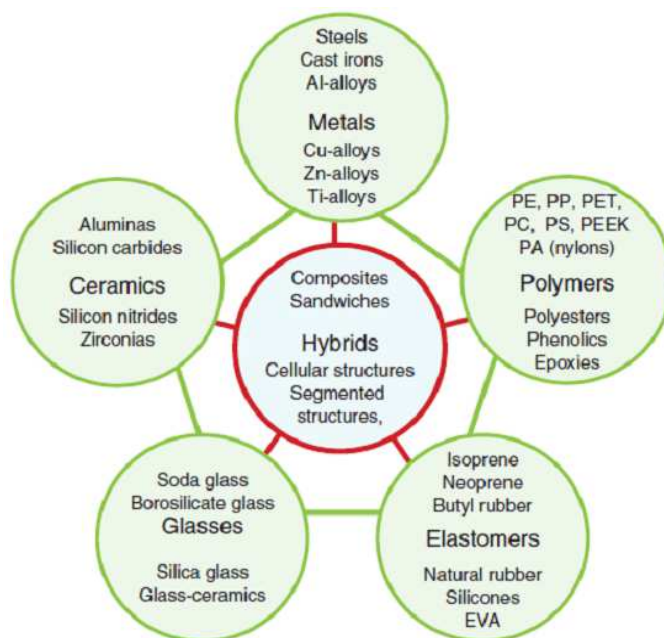 Steels
Cast irons
Al-alloys
Metals
Cu-alloys
Zn-alloys
Ti-alloys
Aluminas
Silicon carbides
Ceramics
Silicon nitrides
Zirconias
Composites
Sandwiches
Hybrids
Cellular structures
Segmented
structures,
PE, PP, PET,
PC, PS, PEEK
PA (nylons)
Polymers
Polyesters
Phenolics
Epoxies
Soda glass
Borosilicate glass
Glasses
Silica glass
Glass-ceramics
Isoprene
Neoprene
Butyl rubber
Elastomers
Natural rubber
Silicones
EVA